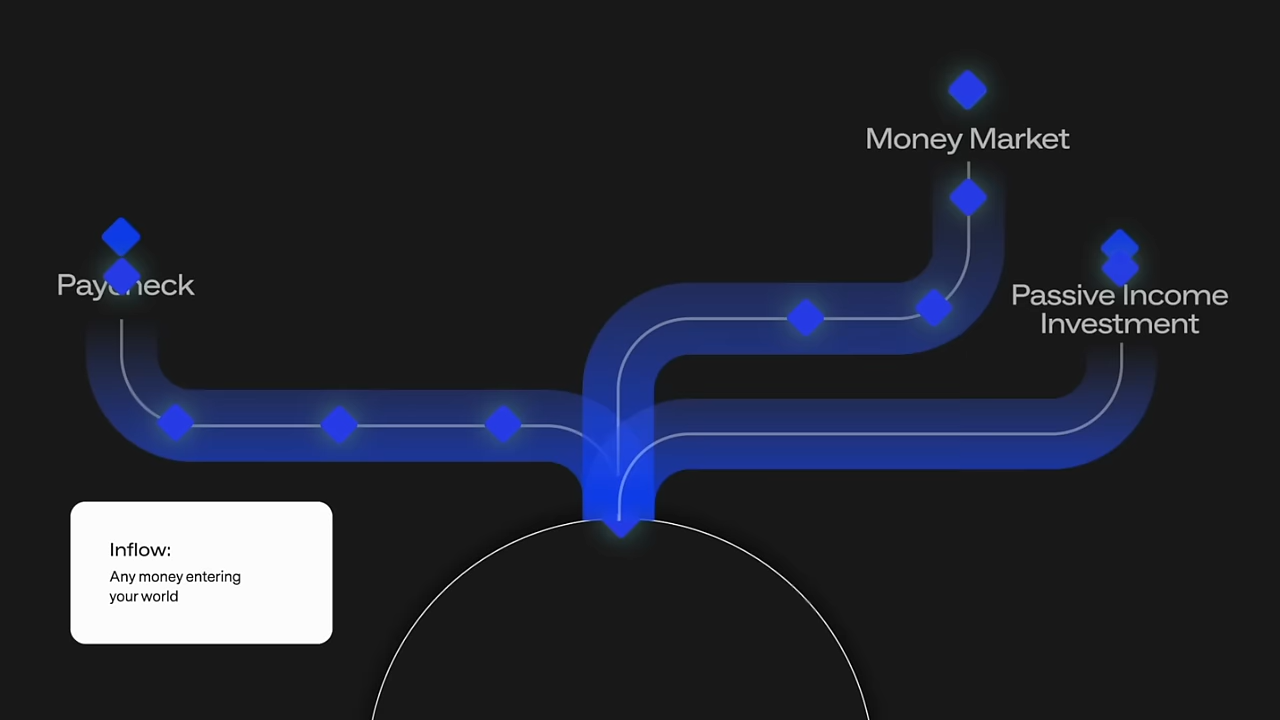 Money Market
Paycheck
Passive Income
Investment
Inflow:
Any money entering
your world